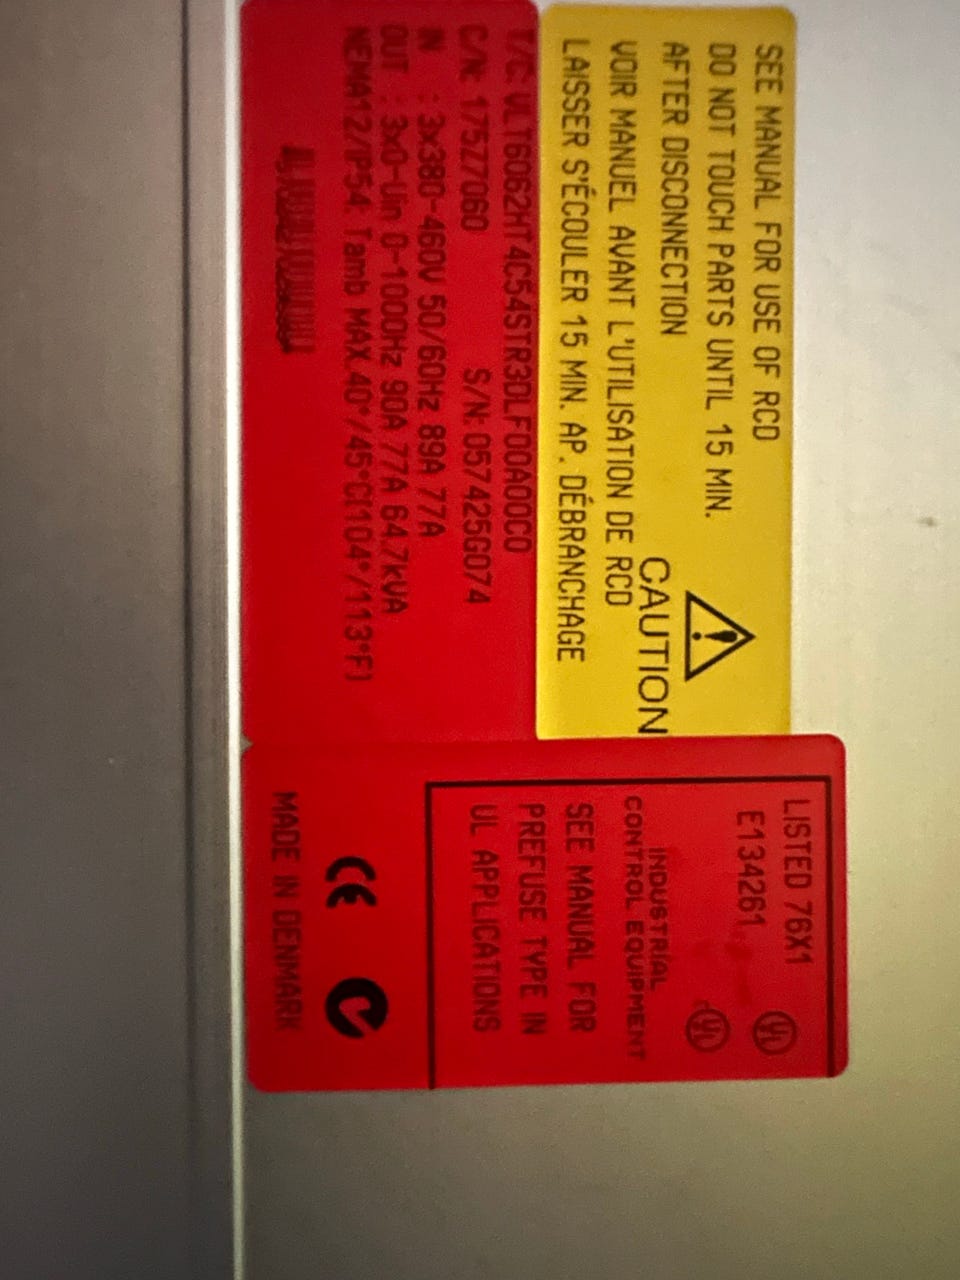 SEE MANUAL FOR USE OF RCD
DO NOT TOUCH PARTS UNTIL 15 MIN.
AFTER DISCONNECTION
VOIR MANUEL AVANT L'UTILISATION DE RCD
LAISSER S'ÉCOULER 15 MIN. AP. DÉBRANCHAGE
CAUTION
T/C: VLT6062HT4C54STR3DLF00A00C0
C/N: 175Z7060 S/N: 057425G074
IN : 3x380-460V 50/60Hz 89A 77A
OUT : 3x0-Uin 0-1000Hz 90A 77A 64.7kVA
NEMA12/IP54: Tamb MAX.40°/45°C(104°/113°F)
LISTED 76X1
E134261
UL
UL
INDUSTRIAL
CONTROL EQUIPMENT
SEE MANUAL FOR
PREFUSE TYPE IN
UL APPLICATIONS
CE
MADE IN DENMARK